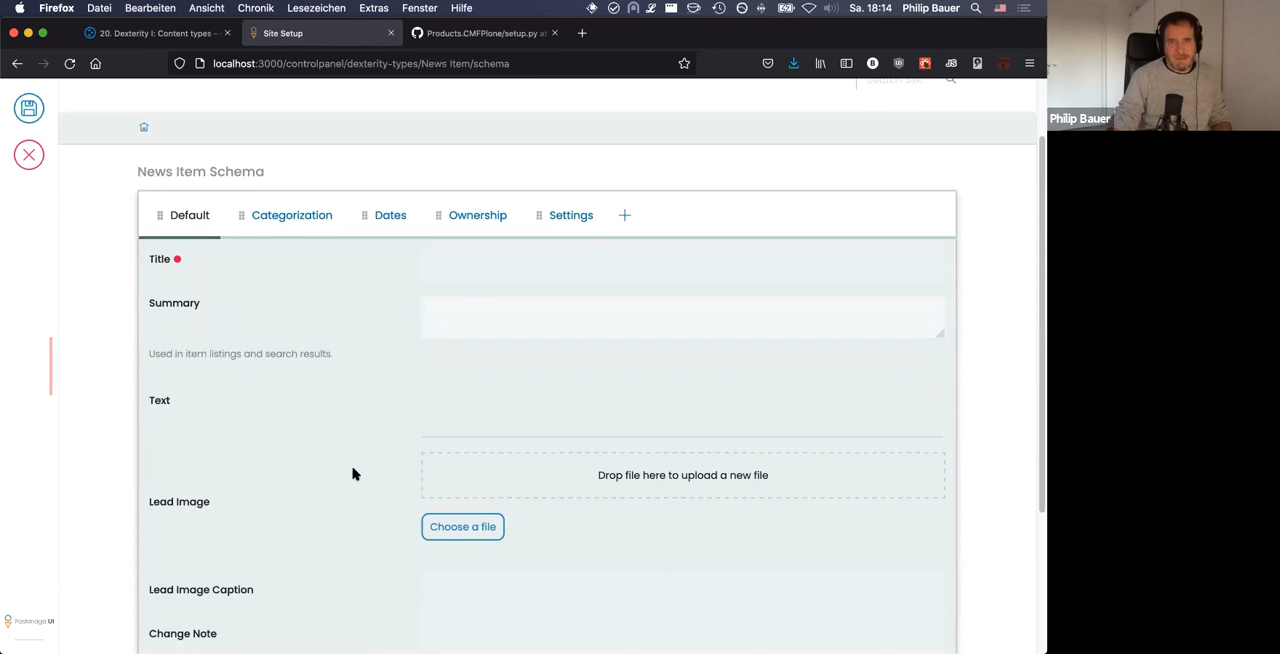 Firefox Datei Bearbeiten Ansicht Chronik Lesezeichen Extras Fenster Hilfe Sa. 18:14 Philip Bauer
20. Dexterity I: Content types – Site Setup Products.CMFPlone/setup.py at
localhost:3000/controlpanel/dexterity-types/News Item/schema
Philip Bauer
News Item Schema
Default Categorization Dates Ownership Settings
Title
Summary
Used in item listings and search results.
Text
Drop file here to upload a new file
Lead Image
Choose a file
Lead Image Caption
Pastanaga UI
Change Note